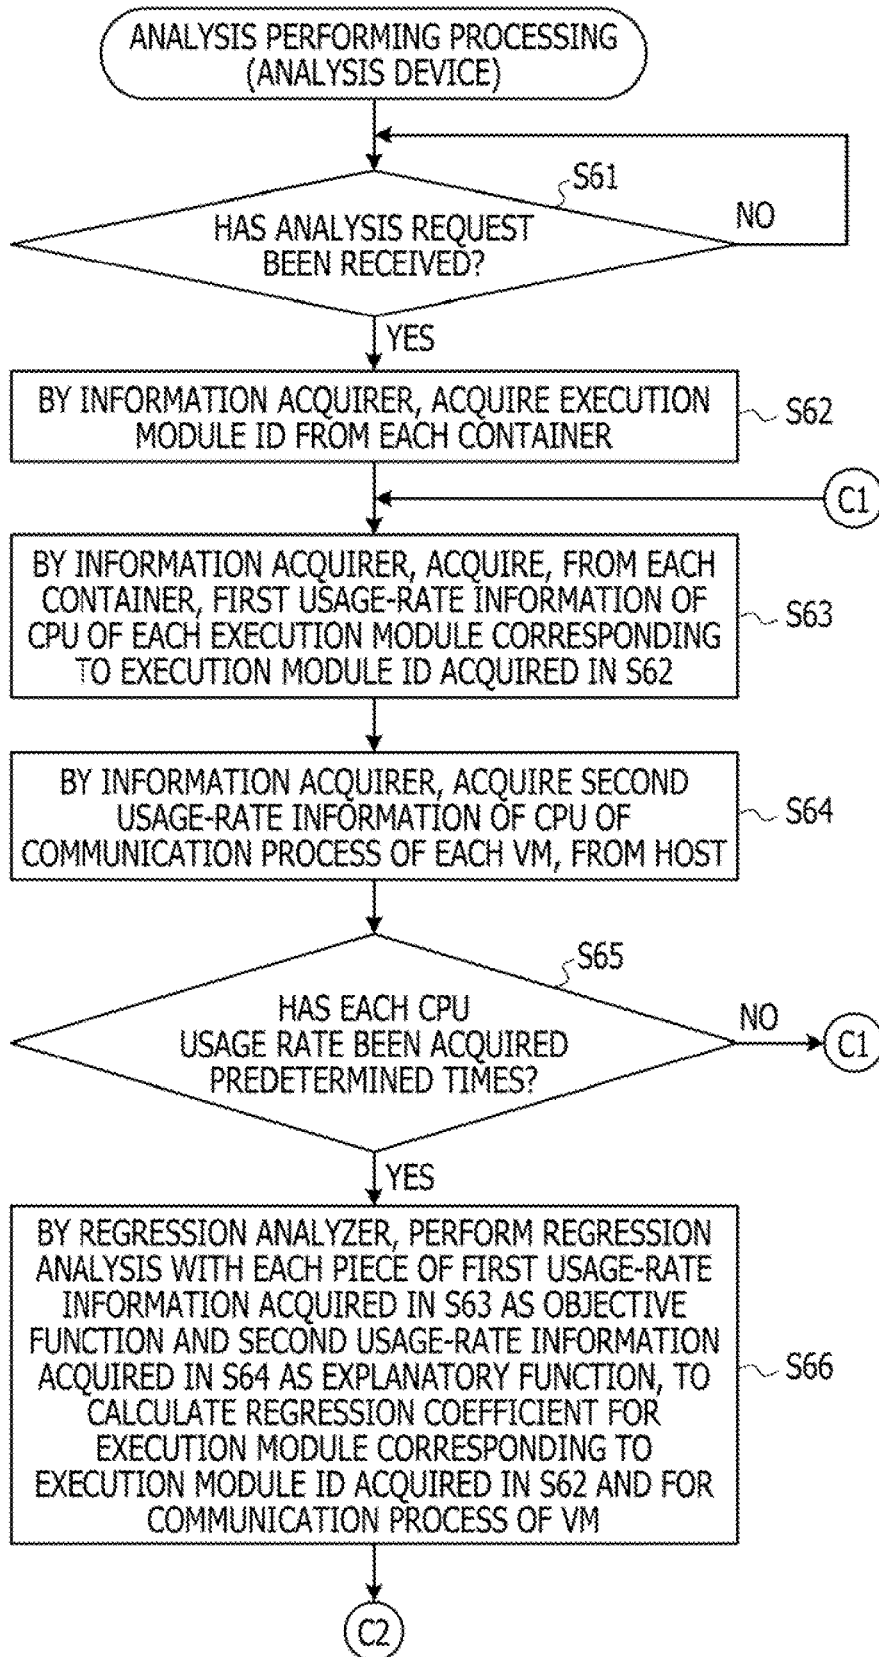 ANALYSIS PERFORMING PROCESSING
(ANALYSIS DEVICE)
S61
HAS ANALYSIS REQUEST
BEEN RECEIVED?
NO
YES
BY INFORMATION ACQUIRER, ACQUIRE EXECUTION
MODULE ID FROM EACH CONTAINER
S62
C1
BY INFORMATION ACQUIRER, ACQUIRE, FROM EACH
CONTAINER, FIRST USAGE-RATE INFORMATION OF
CPU OF EACH EXECUTION MODULE CORRESPONDING
TO EXECUTION MODULE ID ACQUIRED IN S62
S63
BY INFORMATION ACQUIRER, ACQUIRE SECOND
USAGE-RATE INFORMATION OF CPU OF
COMMUNICATION PROCESS OF EACH VM, FROM HOST
S64
S65
HAS EACH CPU
USAGE RATE BEEN ACQUIRED
PREDETERMINED TIMES?
NO
C1
YES
BY REGRESSION ANALYZER, PERFORM REGRESSION
ANALYSIS WITH EACH PIECE OF FIRST USAGE-RATE
INFORMATION ACQUIRED IN S63 AS OBJECTIVE
FUNCTION AND SECOND USAGE-RATE INFORMATION
ACQUIRED IN S64 AS EXPLANATORY FUNCTION, TO
CALCULATE REGRESSION COEFFICIENT FOR
EXECUTION MODULE CORRESPONDING TO
EXECUTION MODULE ID ACQUIRED IN S62 AND FOR
COMMUNICATION PROCESS OF VM
S66
C2